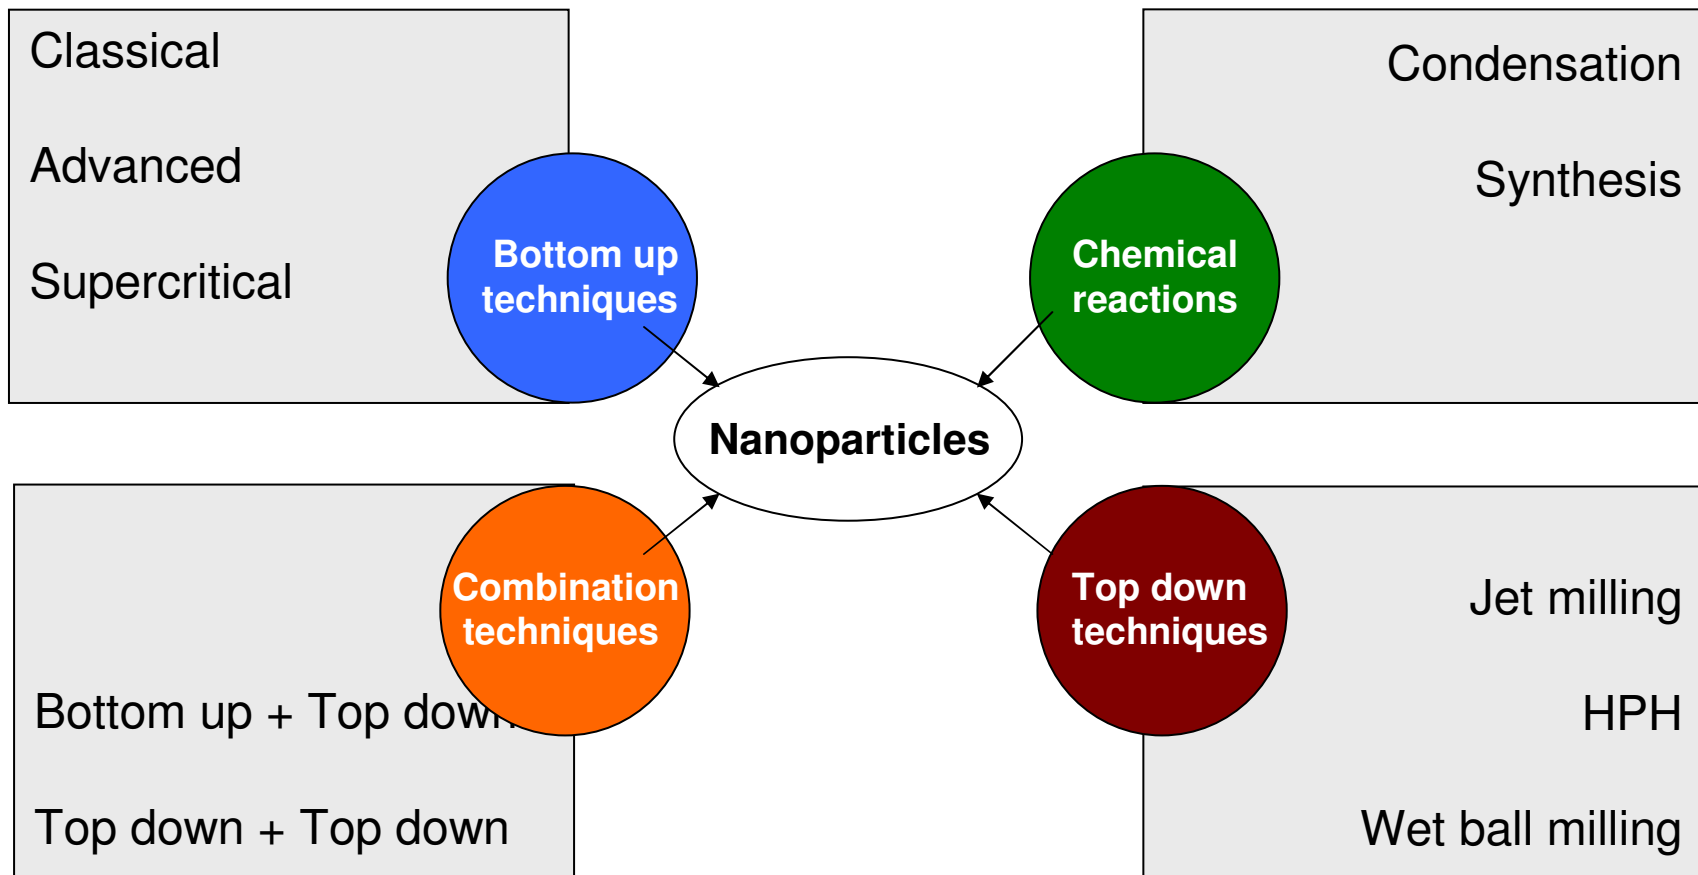 Classical
Advanced
Supercritical
Bottom up
techniques
Condensation
Synthesis
Chemical
reactions
Nanoparticles
Combination
techniques
Bottom up + Top down
Top down + Top down
Top down
techniques
Jet milling
HPH
Wet ball milling